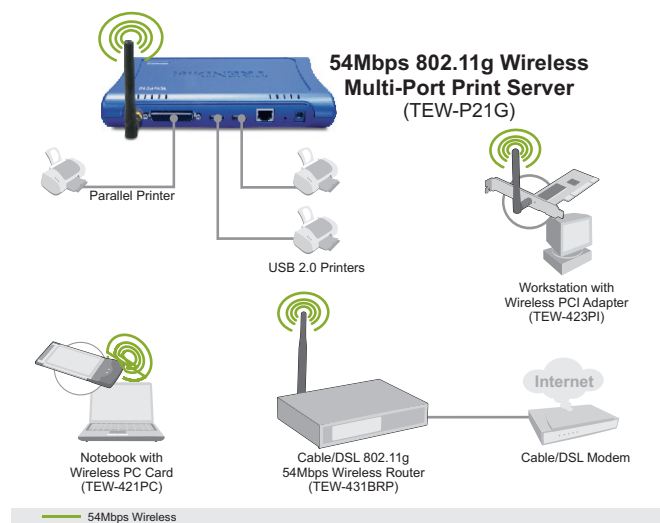 54Mbps 802.11g Wireless
Multi-Port Print Server
(TEW-P21G)
Parallel Printer
USB 2.0 Printers
Workstation with
Wireless PCI Adapter
(TEW-423PI)
Internet
Notebook with
Wireless PC Card
(TEW-421PC)
Cable/DSL 802.11g
54Mbps Wireless Router
(TEW-431BRP)
Cable/DSL Modem
54Mbps Wireless